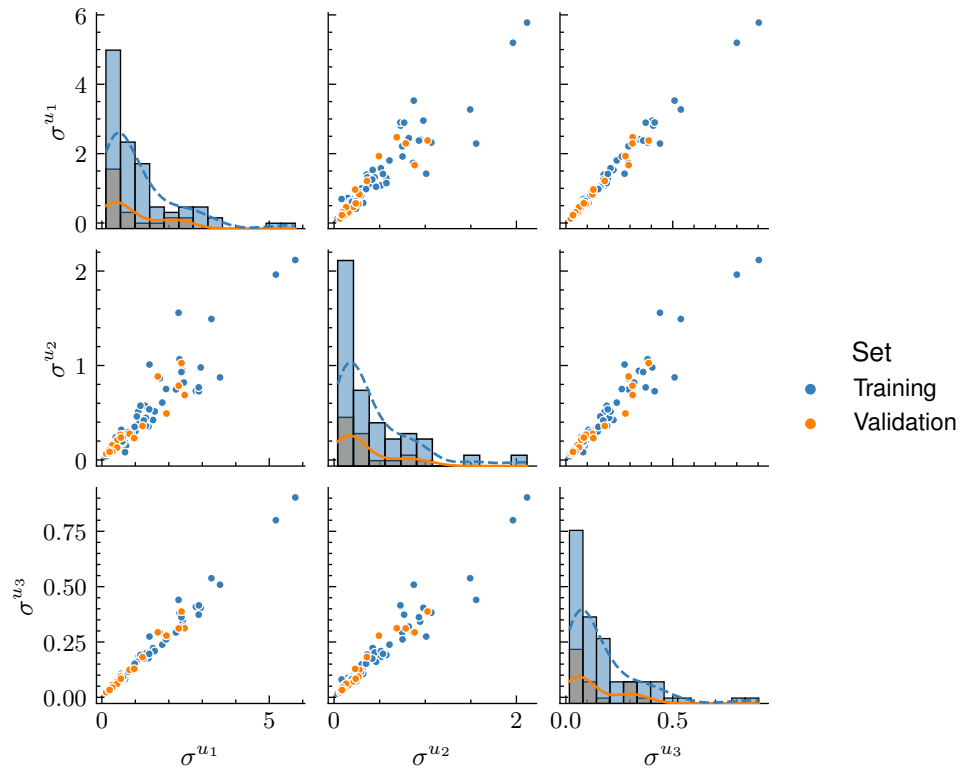 6
4
2
0
σ^{u_1}
2
1
0
σ^{u_2}
Set
Training
Validation
0.75
0.50
0.25
0.00
σ^{u_3}
0 5
0 2
0.0 0.5
σ^{u_1} σ^{u_2} σ^{u_3}